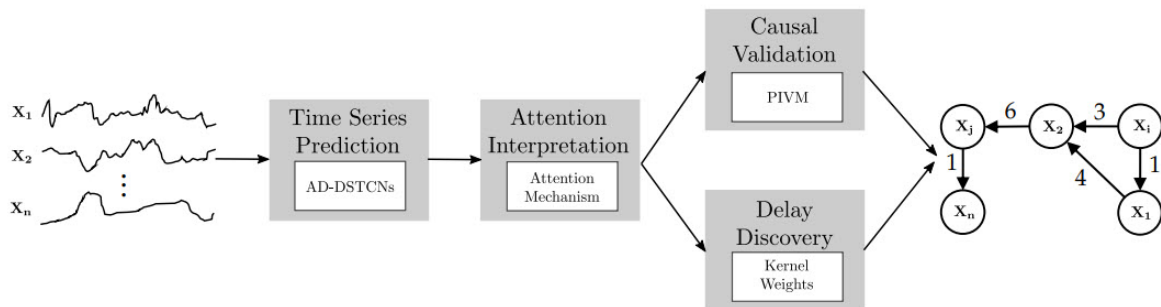 X₁
X₂
Xₙ
Time Series
Prediction
AD-DSTCNs
Attention
Interpretation
Attention
Mechanism
Causal
Validation
PIVM
Delay
Discovery
Kernel
Weights
Xⱼ 6 X₂ 3 Xᵢ
1 4 1
Xₙ X₁